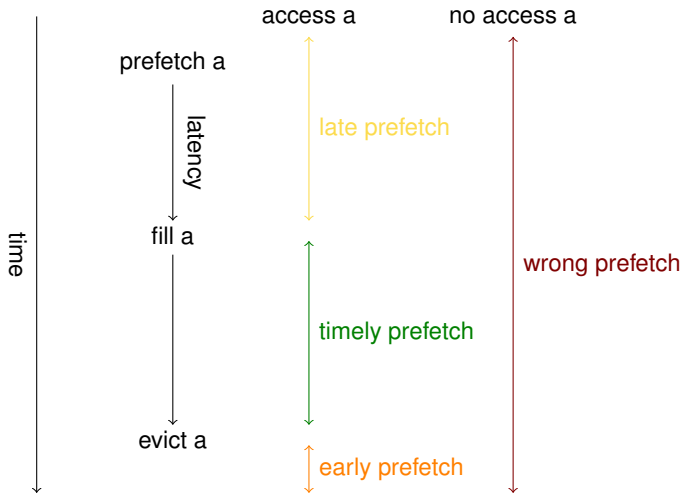 access a
no access a
prefetch a
late prefetch
latency
fill a
time
wrong prefetch
timely prefetch
evict a
early prefetch